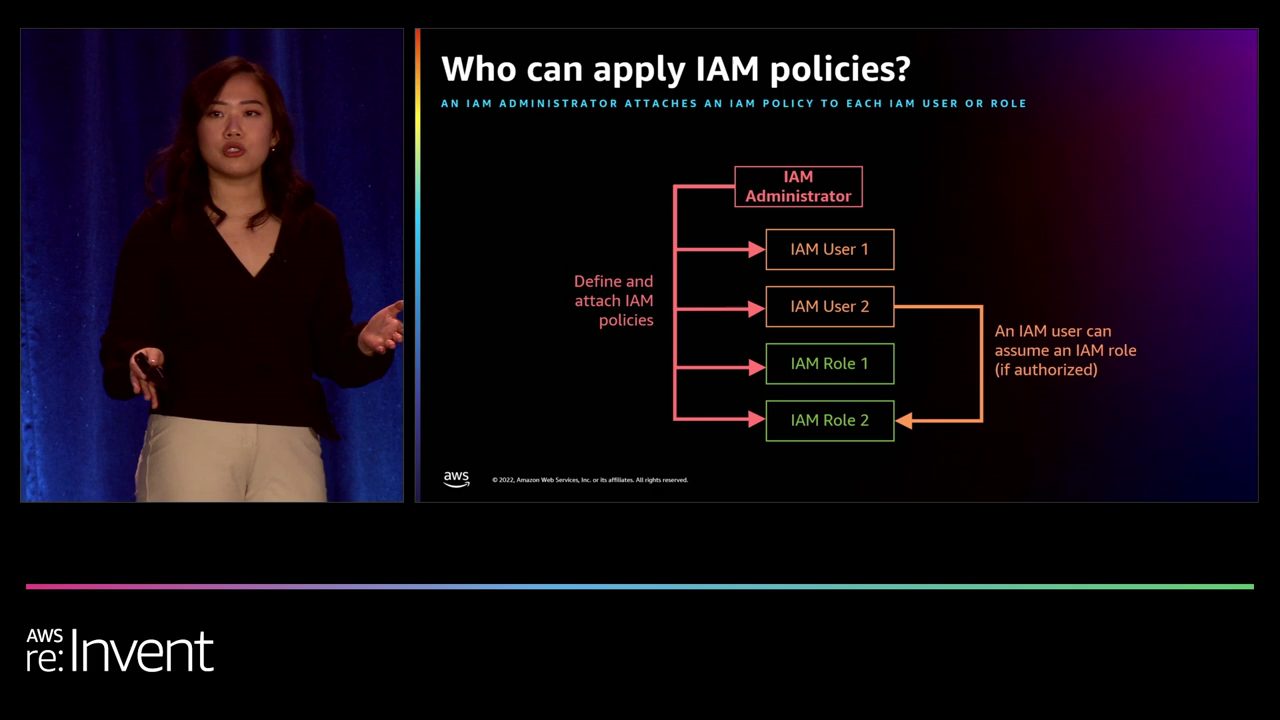 Who can apply IAM policies?
AN IAM ADMINISTRATOR ATTACHES AN IAM POLICY TO EACH IAM USER OR ROLE
IAM
Administrator
IAM User 1
Define and
attach IAM
policies
IAM User 2
An IAM user can
assume an IAM role
(if authorized)
IAM Role 1
IAM Role 2
aws
© 2022, Amazon Web Services, Inc. or its affiliates. All rights reserved.
AWS
re:Invent